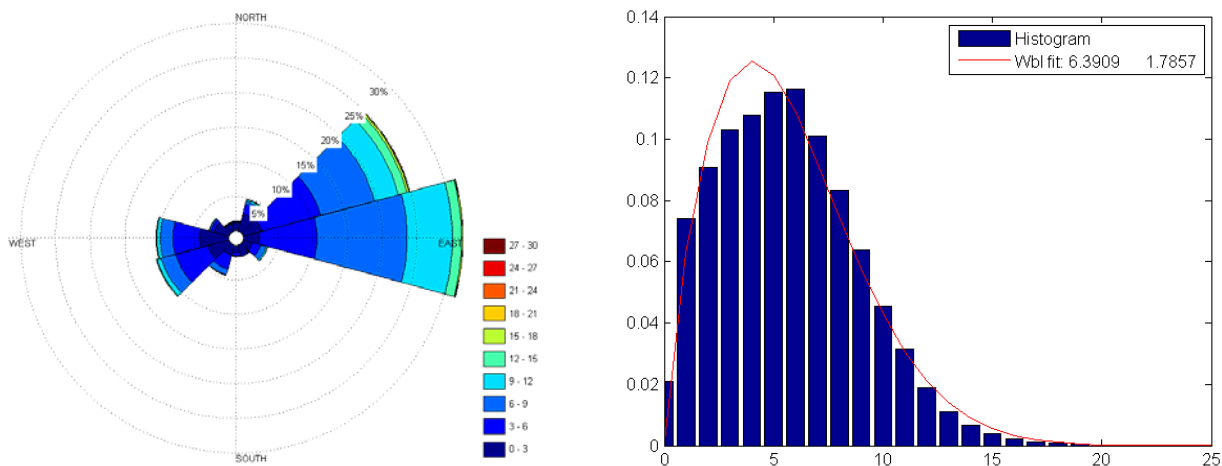 NORTH
30%
25%
20%
15%
10%
5%
WEST
EAST
SOUTH
27 - 30
24 - 27
21 - 24
18 - 21
15 - 18
12 - 15
9 - 12
6 - 9
3 - 6
0 - 3
0.14
0.12
0.1
0.08
0.06
0.04
0.02
0
Histogram
Wbl fit: 6.3909 1.7857
0 5 10 15 20 25